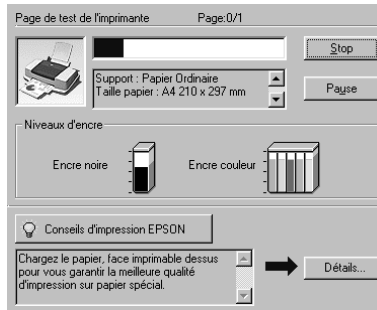 Page de test de l'imprimante Page:0/1
Stop
Support : Papier Ordinaire
Taille papier : A4 210 x 297 mm
Pause
Niveaux d'encre
Encre noire Encre couleur
Conseils d'impression EPSON
Chargez le papier, face imprimable dessus
pour vous garantir la meilleure qualité
d'impression sur papier spécial.
Détails...